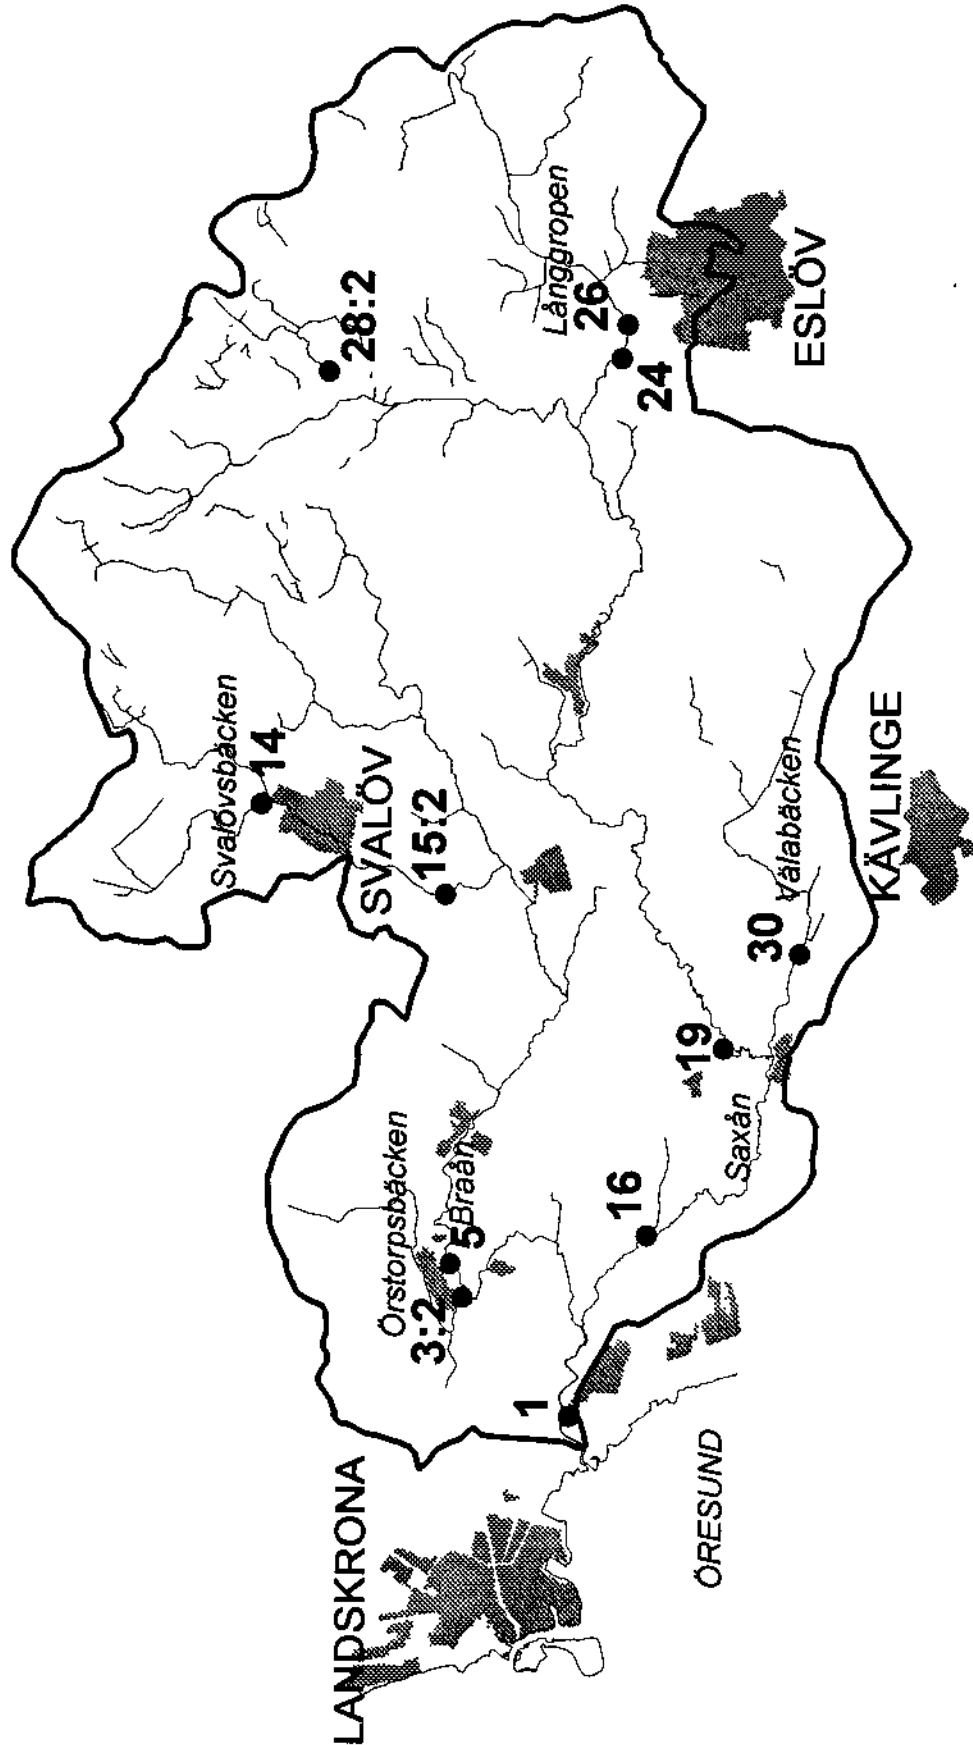 LANDSKRONA
ÖRESUND
1
3:2
5
Örstorpsbäcken
Braån
16
Saxån
19
30
Välabäcken
KÄVLINGE
15:2
SVALÖV
14
Svalövsbäcken
28:2
24
26
Långgropen
ESLÖV